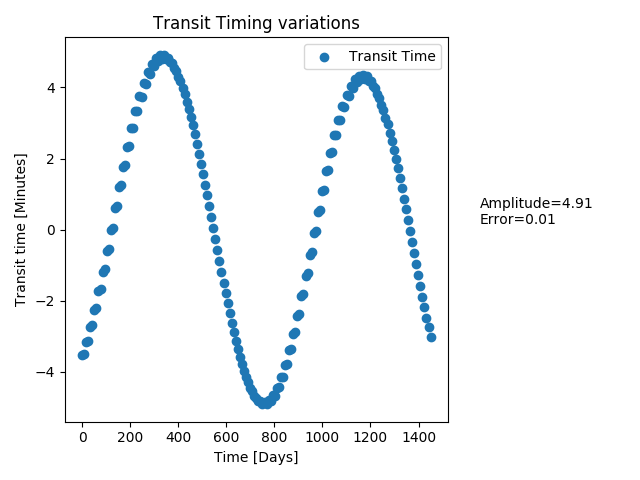 Transit Timing variations
Transit Time
Transit time [Minutes]
4
2
0
−2
−4
0 200 400 600 800 1000 1200 1400
Time [Days]
Amplitude=4.91
Error=0.01